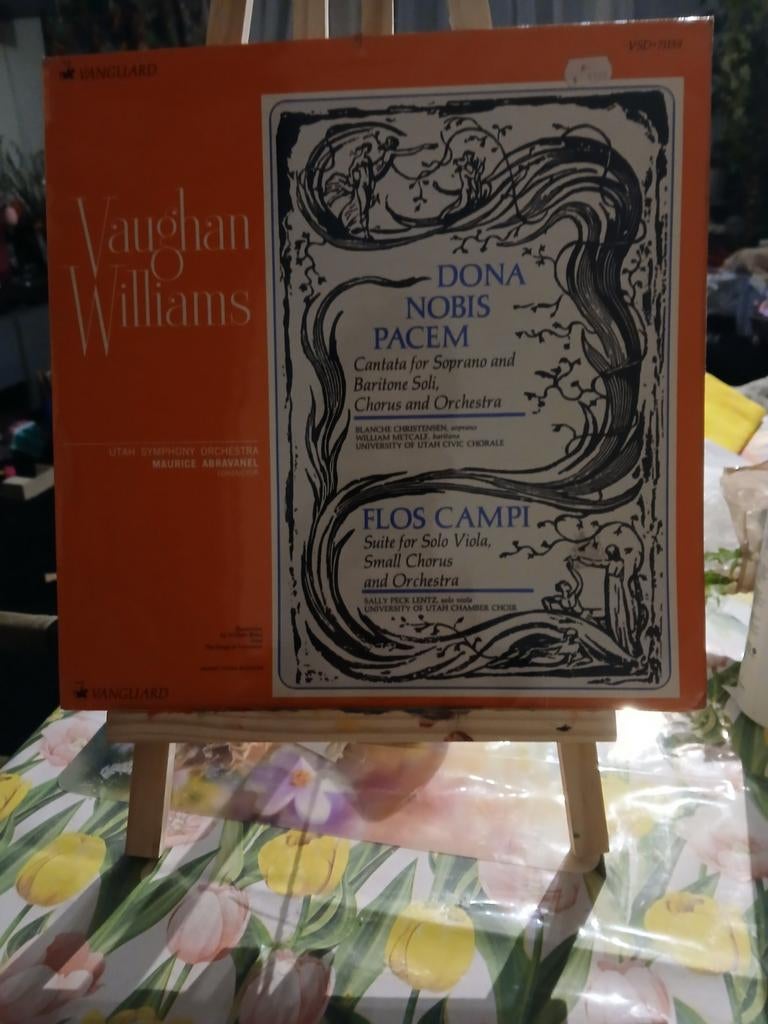 VANGUARD
VSD-71159
Vaughan
Williams
DONA
NOBIS
PACEM
Cantata for Soprano and
Baritone Soli,
Chorus and Orchestra
BLANCHE CHRISTENSEN, soprano
WILLIAM METCALF, baritone
UNIVERSITY OF UTAH CIVIC CHORALE
UTAH SYMPHONY ORCHESTRA
MAURICE ABRAVANEL
CONDUCTOR
FLOS CAMPI
Suite for Solo Viola,
Small Chorus
and Orchestra
SALLY PECK LENTZ, solo viola
UNIVERSITY OF UTAH CHAMBER CHOIR
VANGUARD